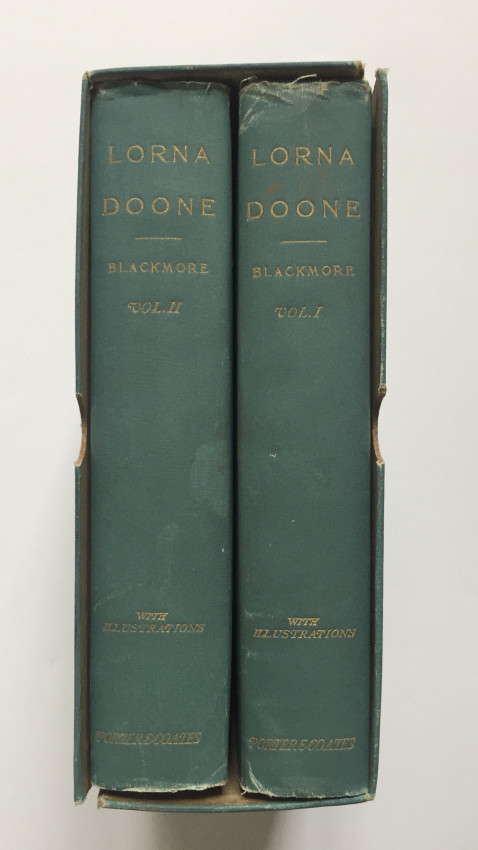 LORNA
DOONE
BLACKMORE
VOL. II
WITH
ILLUSTRATIONS
PORTER & COATES
LORNA
DOONE
BLACKMORE
VOL. I
WITH
ILLUSTRATIONS
PORTER & COATES